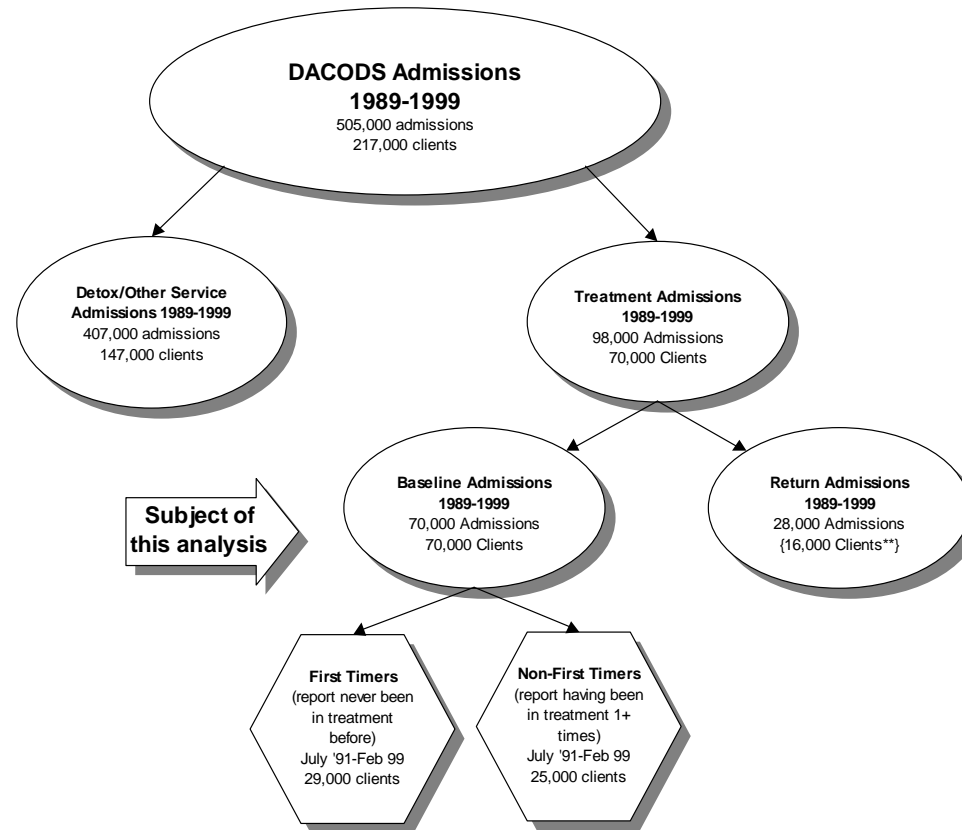 DACODS Admissions
1989-1999
505,000 admissions
217,000 clients
Detox/Other Service
Admissions 1989-1999
407,000 admissions
147,000 clients
Treatment Admissions
1989-1999
98,000 Admissions
70,000 Clients
Subject of
this analysis
Baseline Admissions
1989-1999
70,000 Admissions
70,000 Clients
Return Admissions
1989-1999
28,000 Admissions
{16,000 Clients**}
First Timers
(report never been
in treatment
before)
July '91-Feb 99
29,000 clients
Non-First Timers
(report having been
in treatment 1+
times)
July '91-Feb 99
25,000 clients